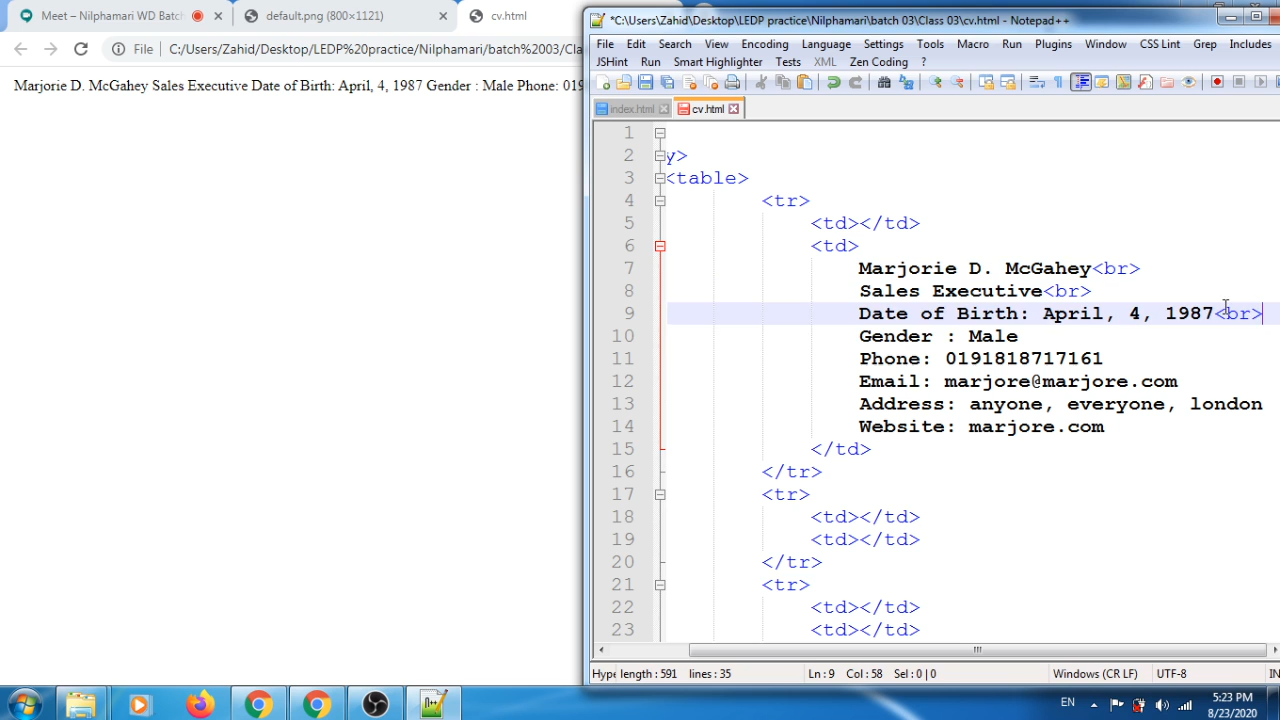 Meet – Nilphamari WD Batch
default.png (600×1121)
cv.html
File
C:/Users/Zahid/Desktop/LEDP%20practice/Nilphamari/batch%2003/Cla
Marjorie D. McGahey Sales Executive Date of Birth: April, 4, 1987 Gender : Male Phone: 019
*C:\Users\Zahid\Desktop\LEDP practice\Nilphamari\batch 03\Class 03\cv.html - Notepad++
File Edit Search View Encoding Language Settings Tools Macro Run Plugins Window CSS Lint Grep Includes
JSHint Run Smart Highlighter Tests XML Zen Coding ?
index.html cv.html
1
2 y>
3 <table>
4 <tr>
5 <td></td>
6 <td>
7 Marjorie D. McGahey<br>
8 Sales Executive<br>
9 Date of Birth: April, 4, 1987<br>
10 Gender : Male
11 Phone: 0191818717161
12 Email: marjore@marjore.com
13 Address: anyone, everyone, london
14 Website: marjore.com
15 </td>
16 </tr>
17 <tr>
18 <td></td>
19 <td></td>
20 </tr>
21 <tr>
22 <td></td>
23 <td></td>
Hype length : 591 lines : 35 Ln : 9 Col : 58 Sel : 0 | 0 Windows (CR LF) UTF-8 IN
EN
5:23 PM
8/23/2020